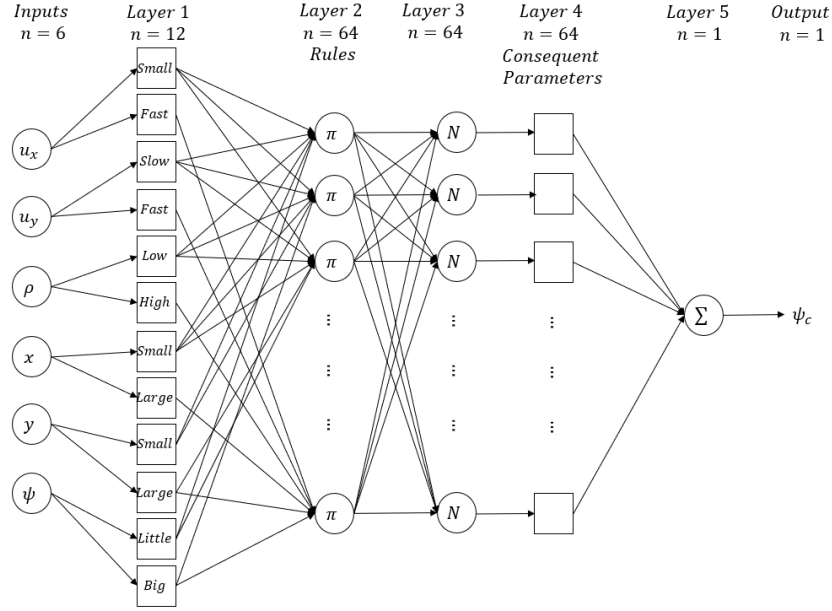 Inputs
n = 6
Layer 1
n = 12
Layer 2
n = 64
Rules
Layer 3
n = 64
Layer 4
n = 64
Consequent
Parameters
Layer 5
n = 1
Output
n = 1
u_x
u_y
ρ
x
y
ψ
Small
Fast
Slow
Fast
Low
High
Small
Large
Small
Large
Little
Big
π
π
π
⋮
⋮
⋮
π
N
N
N
⋮
⋮
⋮
N
⋮
⋮
⋮
Σ
ψ_c